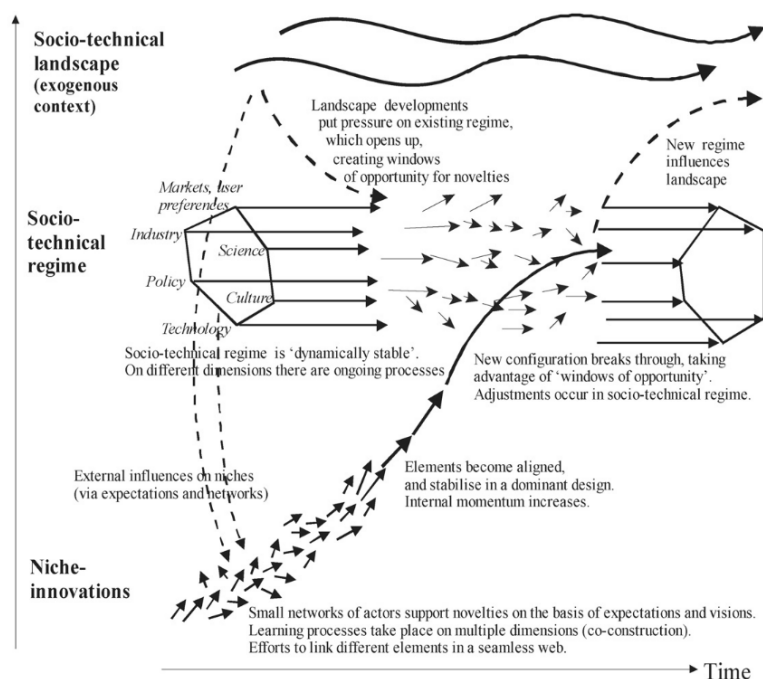 Socio-technical
landscape
(exogenous
context)
Landscape developments
put pressure on existing regime,
which opens up,
creating windows
of opportunity for novelties
New regime
influences
landscape
Markets, user
preferences
Socio-
technical
regime
Industry
Science
Policy
Culture
Technology
Socio-technical regime is ‘dynamically stable’.
On different dimensions there are ongoing processes
New configuration breaks through, taking
advantage of ‘windows of opportunity’.
Adjustments occur in socio-technical regime.
External influences on niches
(via expectations and networks)
Elements become aligned,
and stabilise in a dominant design.
Internal momentum increases.
Niche-
innovations
Small networks of actors support novelties on the basis of expectations and visions.
Learning processes take place on multiple dimensions (co-construction).
Efforts to link different elements in a seamless web.
Time